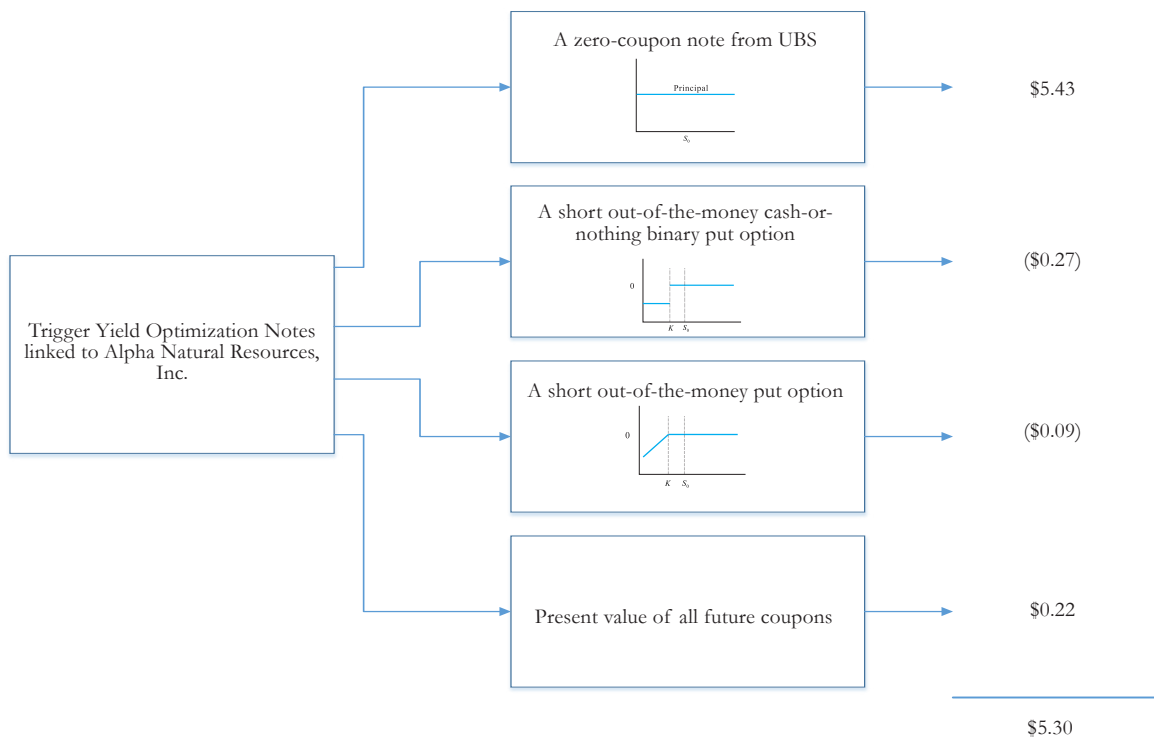 A zero-coupon note from UBS
Principal
S₀
$5.43
A short out-of-the-money cash-or-
nothing binary put option
0
K S₀
($0.27)
Trigger Yield Optimization Notes
linked to Alpha Natural Resources,
Inc.
A short out-of-the-money put option
0
K S₀
($0.09)
Present value of all future coupons
$0.22
$5.30